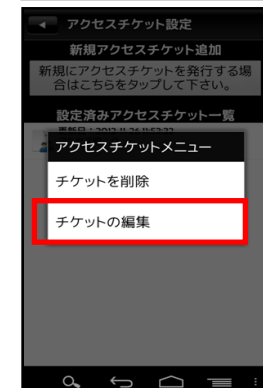 アクセスチケット設定
新規アクセスチケット追加
新規にアクセスチケットを発行する場
合はこちらをタップして下さい。
設定済みアクセスチケット一覧
アクセスチケットメニュー
チケットを削除
チケットの編集